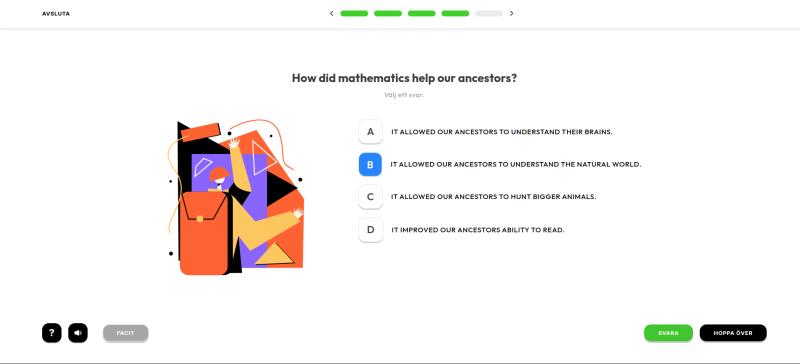 AVSLUTA
How did mathematics help our ancestors?
Välj ett svar.
A IT ALLOWED OUR ANCESTORS TO UNDERSTAND THEIR BRAINS.
B IT ALLOWED OUR ANCESTORS TO UNDERSTAND THE NATURAL WORLD.
C IT ALLOWED OUR ANCESTORS TO HUNT BIGGER ANIMALS.
D IT IMPROVED OUR ANCESTORS ABILITY TO READ.
? FACIT SVARA HOPPA ÖVER